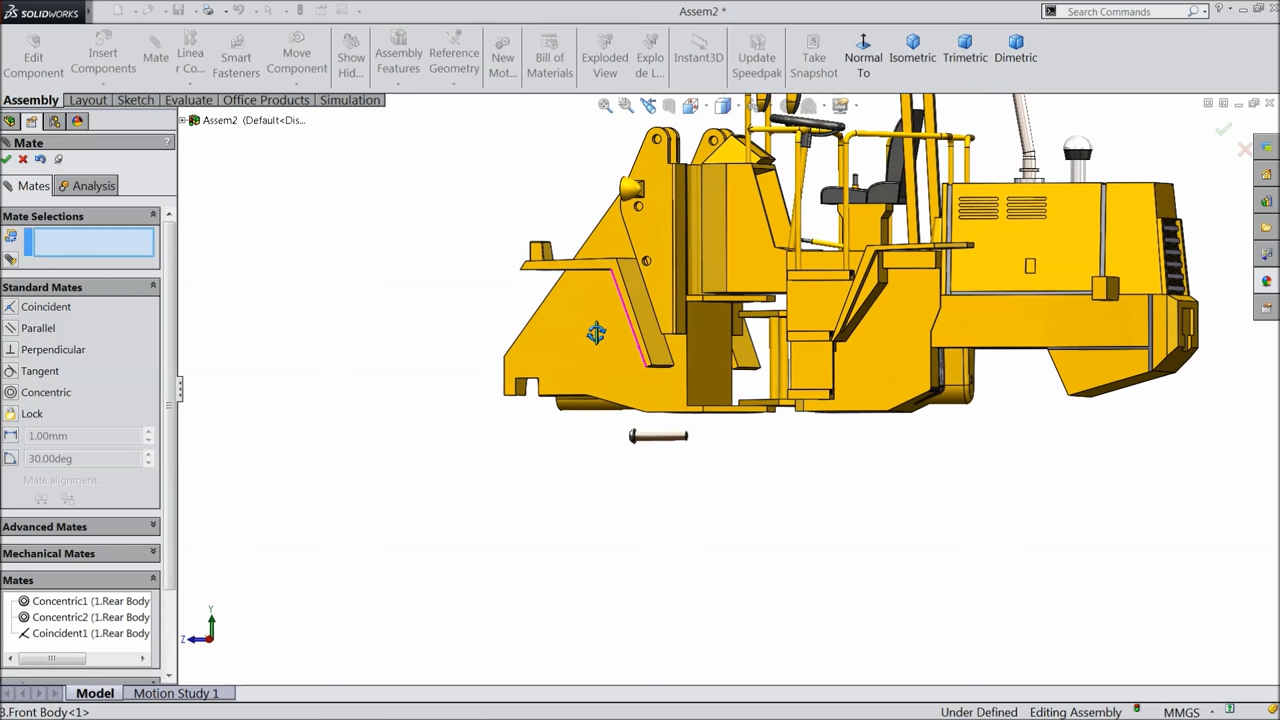 SOLIDWORKS
Assem2 *
Search Commands
Edit Component
Insert Components
Mate
Linea r Co...
Smart Fasteners
Move Component
Show Hid...
Assembly Features
Reference Geometry
New Mot...
Bill of Materials
Exploded View
Explo de L...
Instant3D
Update Speedpak
Take Snapshot
Normal To
Isometric
Trimetric
Dimetric
Assembly
Layout
Sketch
Evaluate
Office Products
Simulation
Assem2 (Default<Dis...
Mate
?
Mates
Analysis
Mate Selections
Standard Mates
Coincident
Parallel
Perpendicular
Tangent
Concentric
Lock
1.00mm
30.00deg
Mate alignment:
Advanced Mates
Mechanical Mates
Mates
Concentric1 (1.Rear Body
Concentric2 (1.Rear Body
Coincident1 (1.Rear Body
Y
Z
Model
Motion Study 1
3.Front Body<1>
Under Defined
Editing Assembly
MMGS